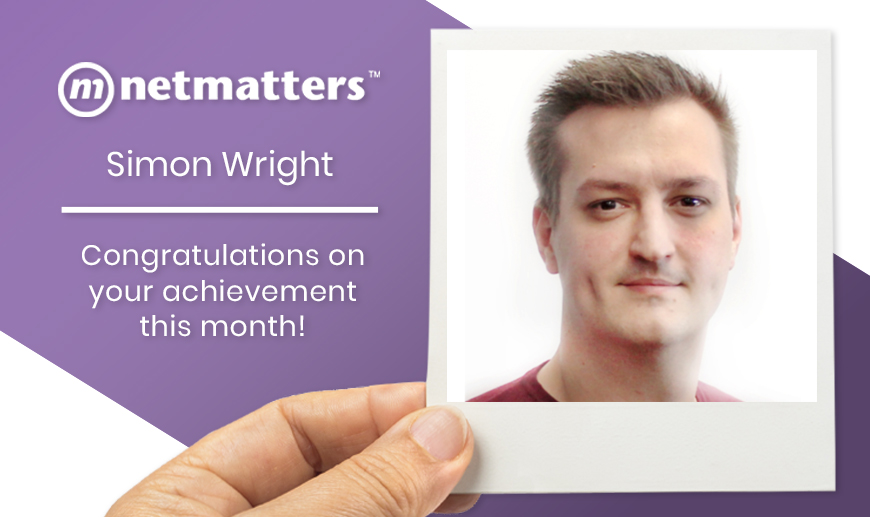 m netmatters™
Simon Wright
Congratulations on
your achievement
this month!